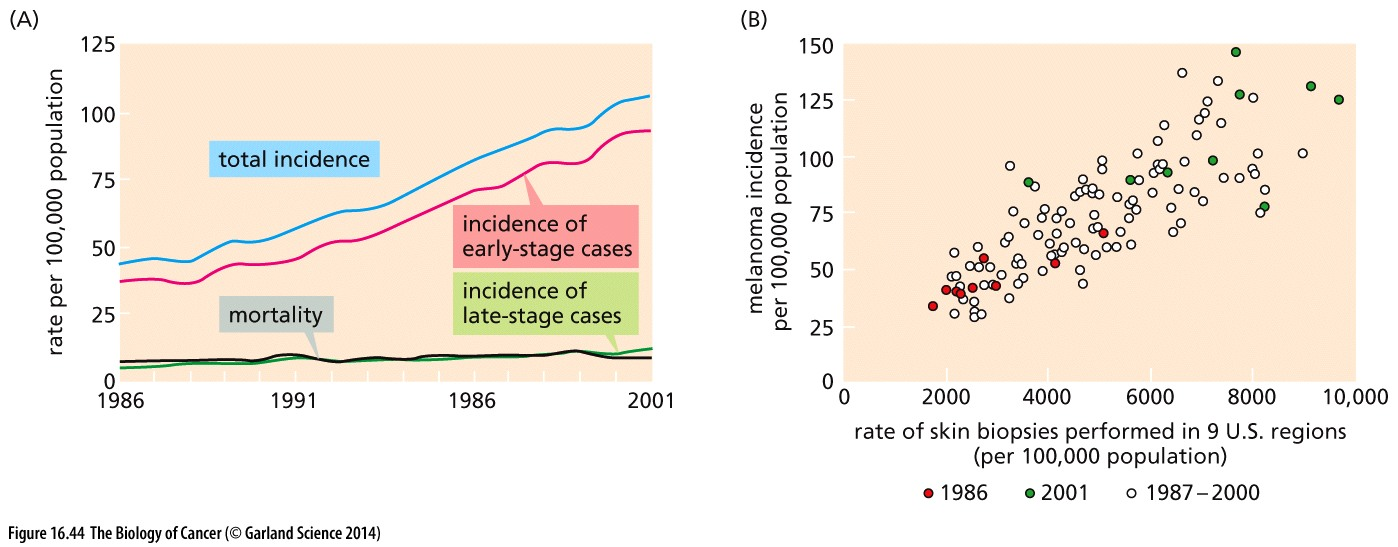 (A)
125
100
75
50
25
0
rate per 100,000 population
total incidence
incidence of
early-stage cases
mortality
incidence of
late-stage cases
1986
1991
1986
2001
(B)
150
125
100
75
50
25
0
melanoma incidence
per 100,000 population
0
2000
4000
6000
8000
10,000
rate of skin biopsies performed in 9 U.S. regions
(per 100,000 population)
1986
2001
1987–2000
Figure 16.44 The Biology of Cancer (© Garland Science 2014)